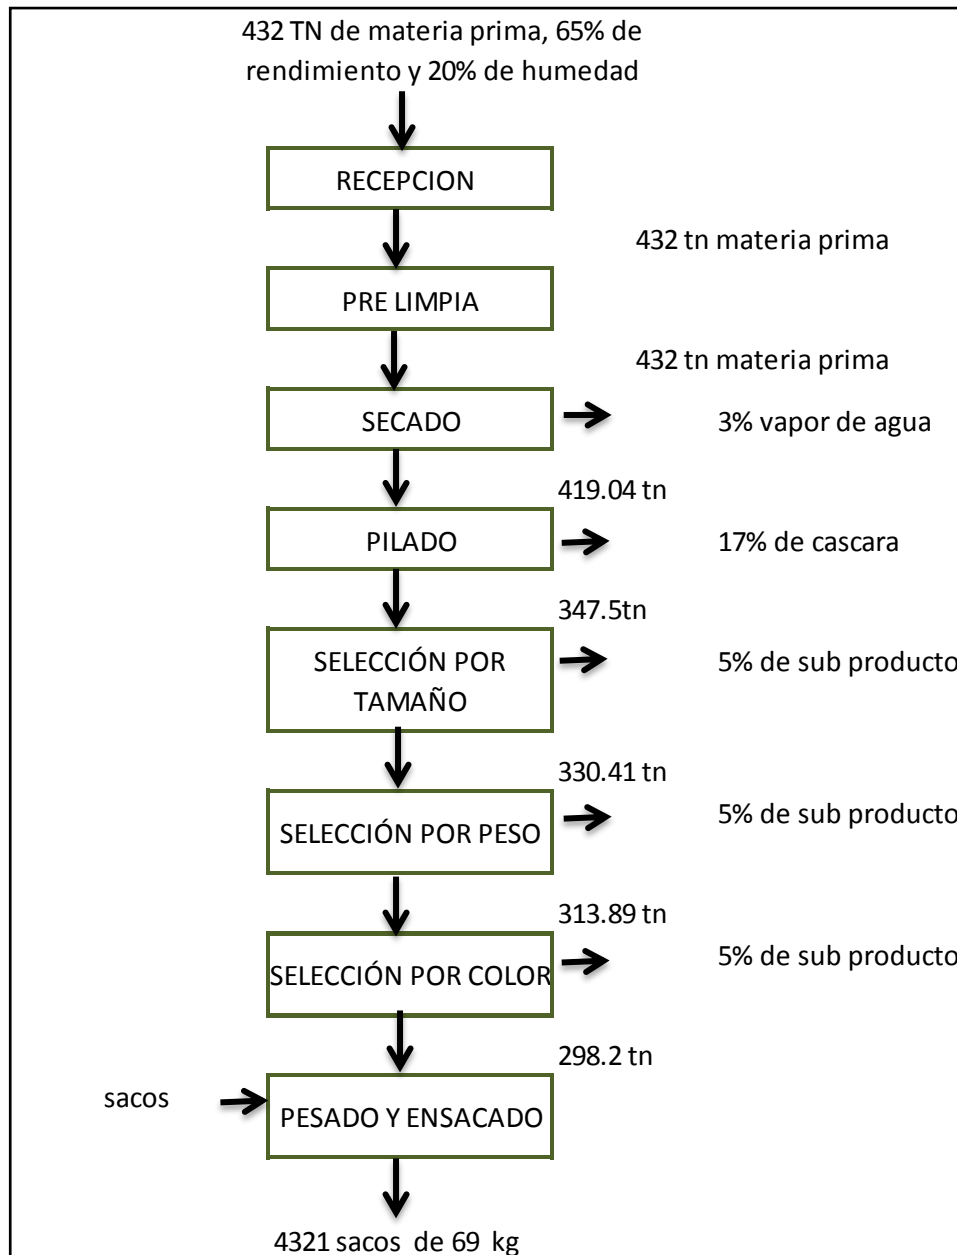 432 TN de materia prima, 65% de
rendimiento y 20% de humedad
RECEPCION
432 tn materia prima
PRE LIMPIA
432 tn materia prima
SECADO
3% vapor de agua
419.04 tn
PILADO
17% de cascara
347.5tn
SELECCIÓN POR
TAMAÑO
5% de sub producto
330.41 tn
SELECCIÓN POR PESO
5% de sub producto
313.89 tn
SELECCIÓN POR COLOR
5% de sub producto
298.2 tn
sacos
PESADO Y ENSACADO
4321 sacos de 69 kg